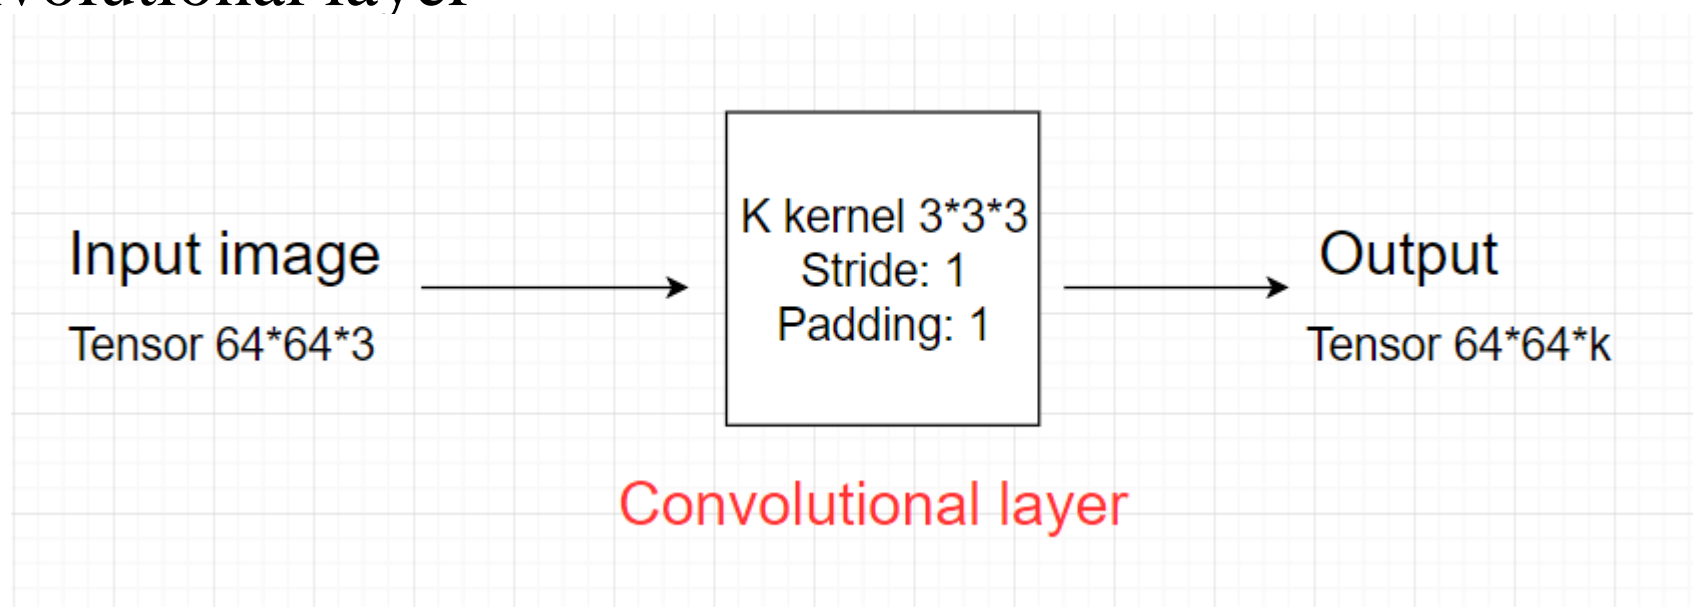 layer
Input image
Tensor 64*64*3
K kernel 3*3*3
Stride: 1
Padding: 1
Output
Tensor 64*64*k
Convolutional layer